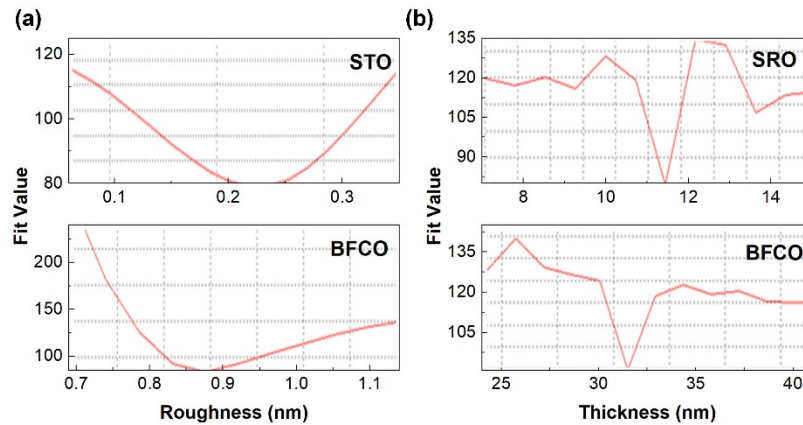 (a)
(b)
STO
120
100
80
0.1
0.2
0.3
SRO
135
120
105
90
8
10
12
14
Fit Value
Fit Value
BFCO
200
150
100
0.7
0.8
0.9
1.0
1.1
Roughness (nm)
BFCO
135
120
105
25
30
35
40
Thickness (nm)